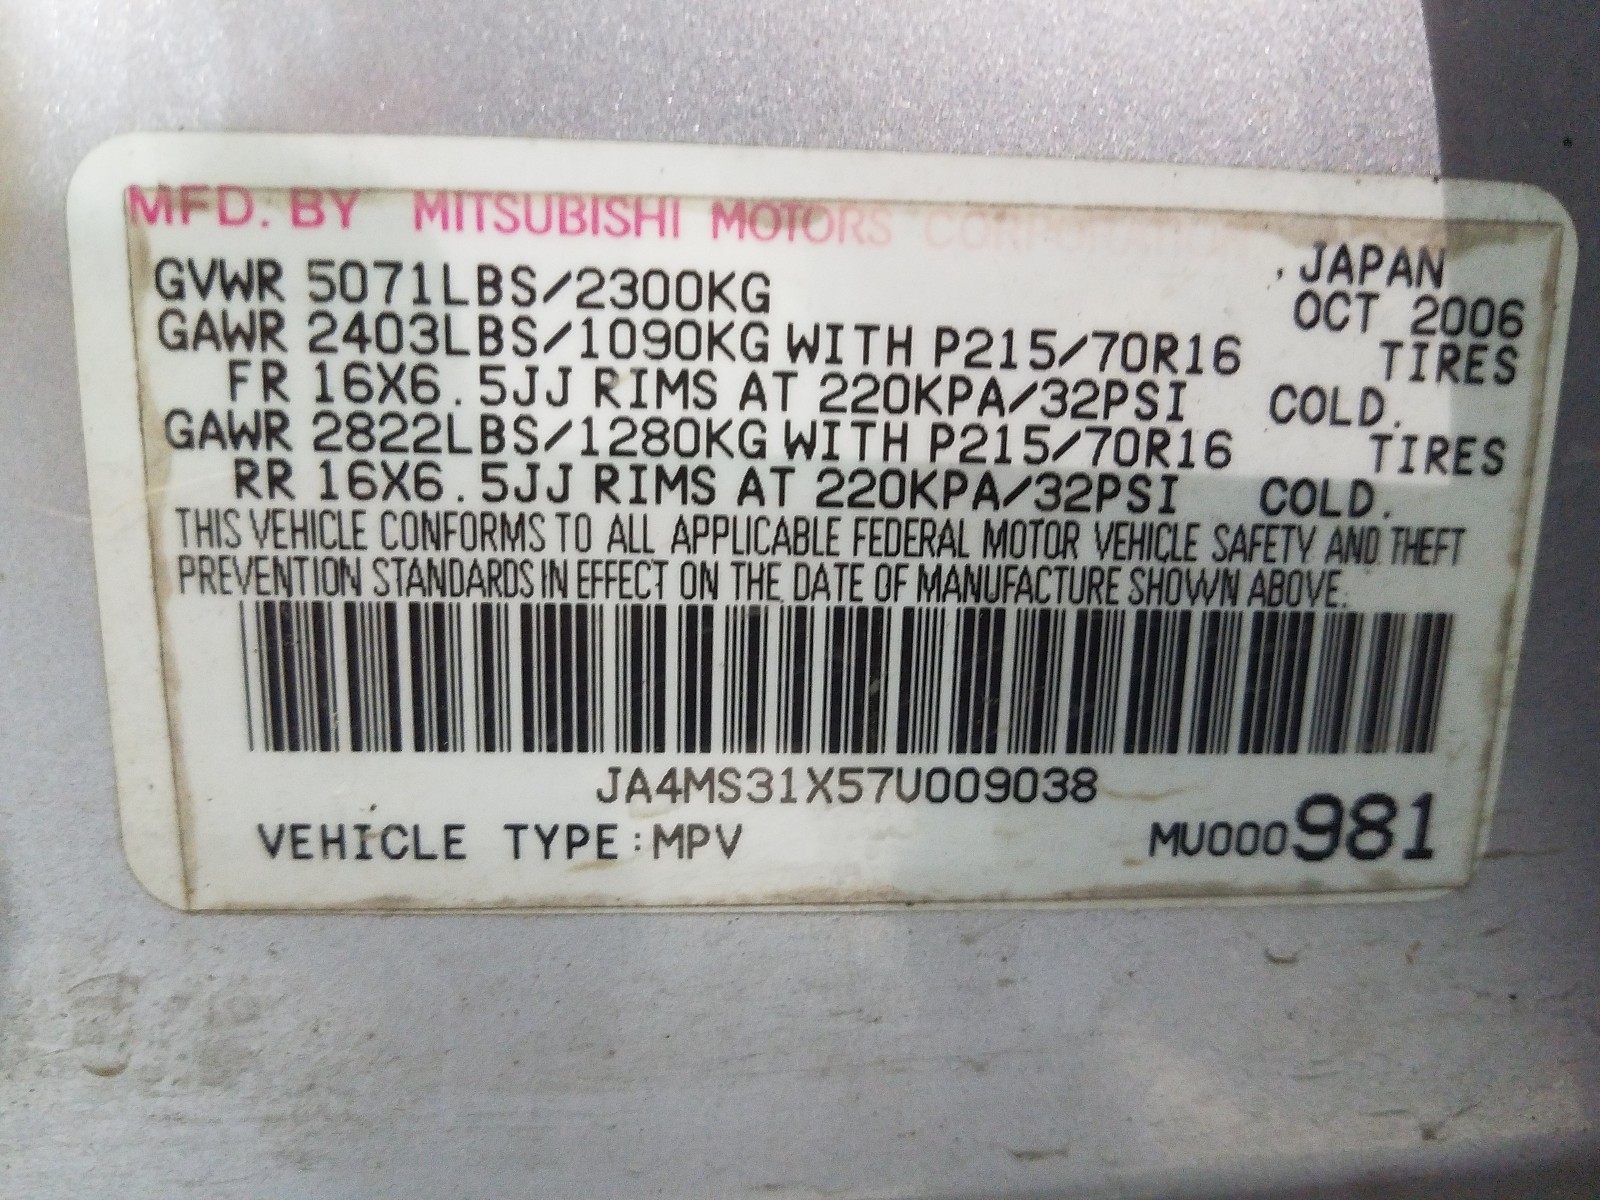 MFD. BY MITSUBISHI MOTORS CORPORATION, JAPAN
GVWR 5071LBS/2300KG OCT 2006
GAWR 2403LBS/1090KG WITH P215/70R16 TIRES
FR 16X6.5JJ RIMS AT 220KPA/32PSI COLD.
GAWR 2822LBS/1280KG WITH P215/70R16 TIRES
RR 16X6.5JJ RIMS AT 220KPA/32PSI COLD.
THIS VEHICLE CONFORMS TO ALL APPLICABLE FEDERAL MOTOR VEHICLE SAFETY AND THEFT
PREVENTION STANDARDS IN EFFECT ON THE DATE OF MANUFACTURE SHOWN ABOVE.
JA4MS31X57U009038
VEHICLE TYPE:MPV MU000981